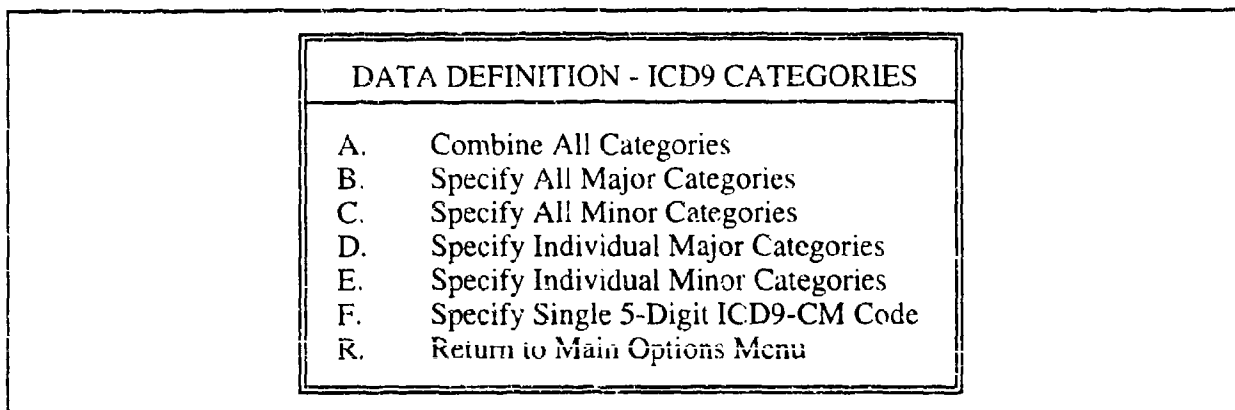 DATA DEFINITION - ICD9 CATEGORIES
A. Combine All Categories
B. Specify All Major Categories
C. Specify All Minor Categories
D. Specify Individual Major Categories
E. Specify Individual Minor Categories
F. Specify Single 5-Digit ICD9-CM Code
R. Return to Main Options Menu